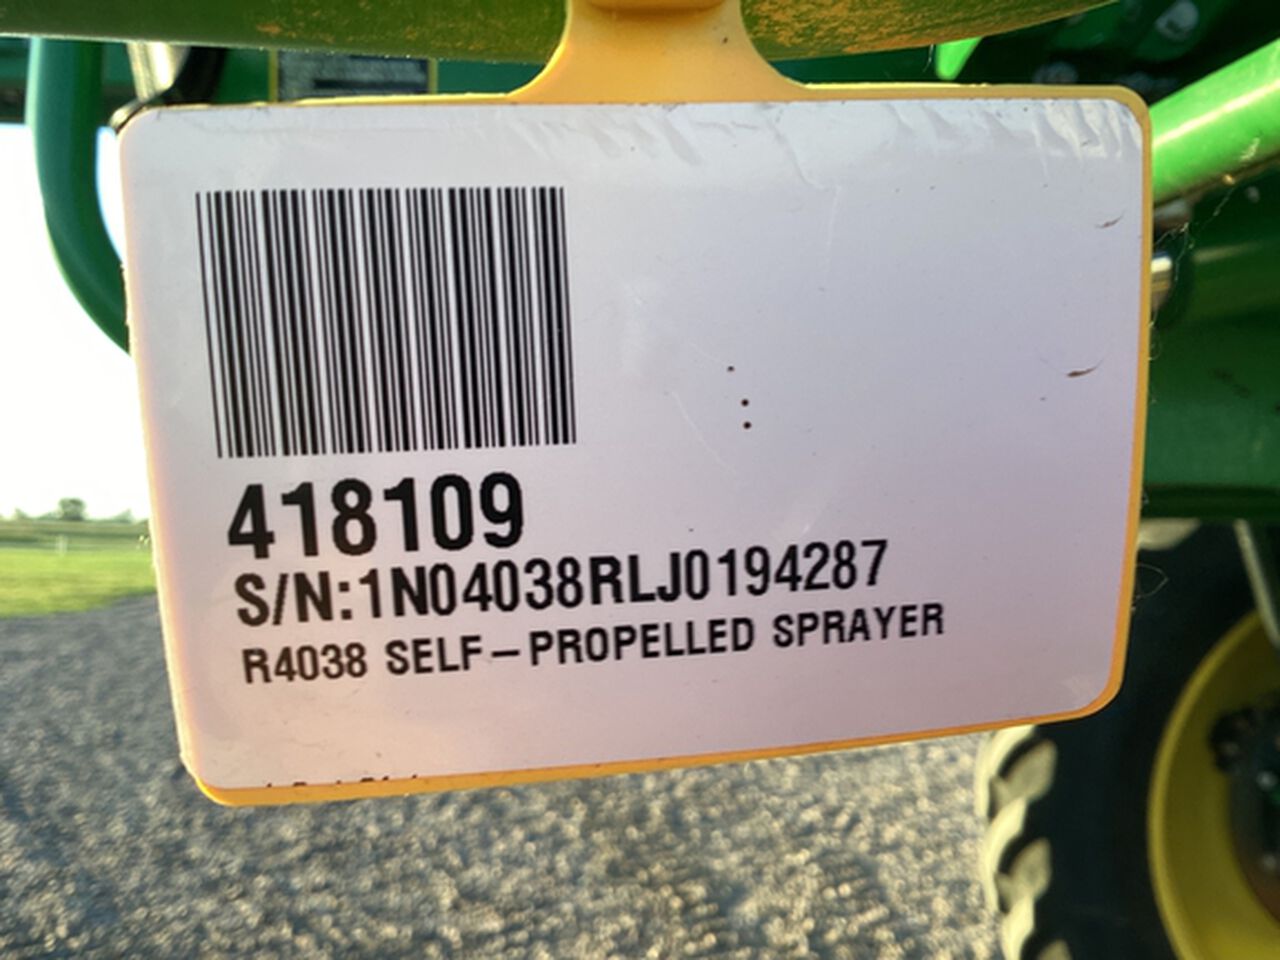 418109
S/N:1N04038RLJ0194287
R4038 SELF-PROPELLED SPRAYER